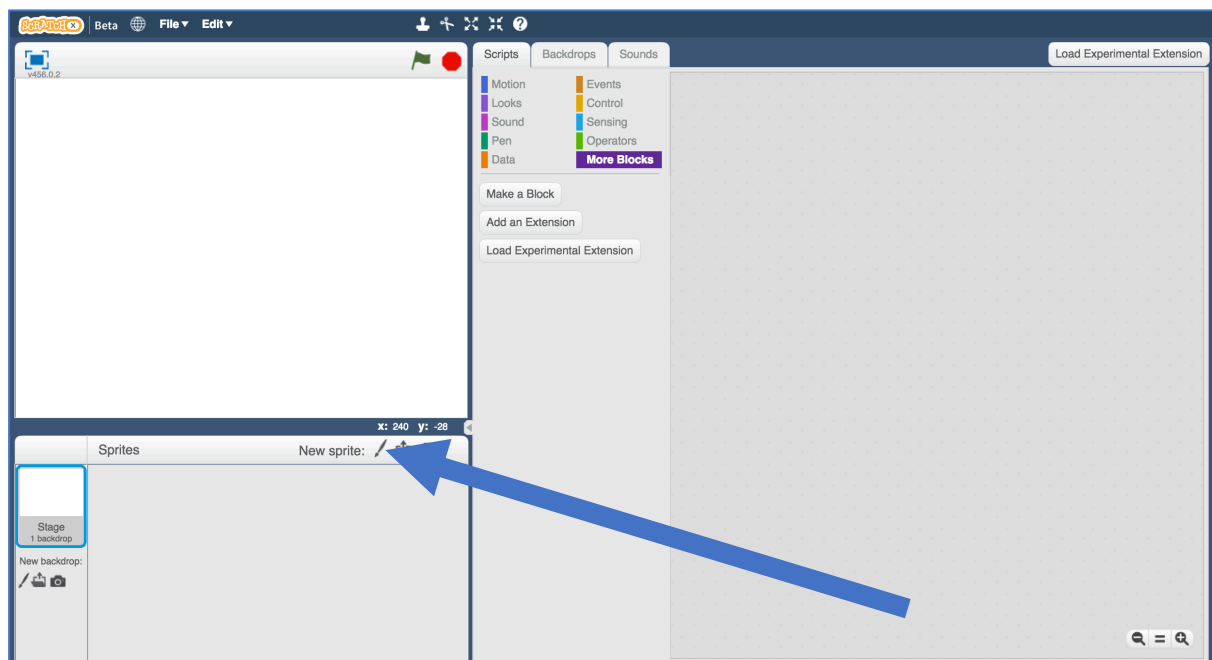 SCRATCHX Beta File▼ Edit▼
v456.0.2
Scripts Backdrops Sounds
Load Experimental Extension
Motion Events
Looks Control
Sound Sensing
Pen Operators
Data More Blocks
Make a Block
Add an Extension
Load Experimental Extension
x: 240 y: -28
Sprites New sprite:
Stage
1 backdrop
New backdrop: